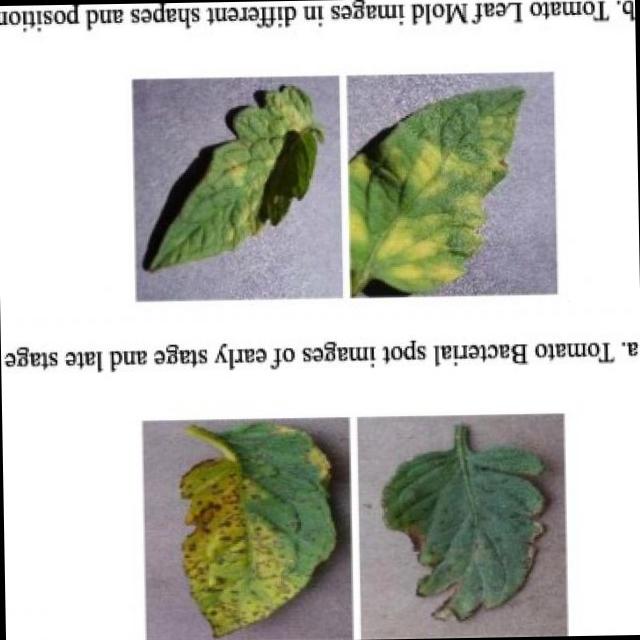 a. Tomato Bacterial spot images of early stage and late stage
b. Tomato Leaf Mold images in different shapes and position